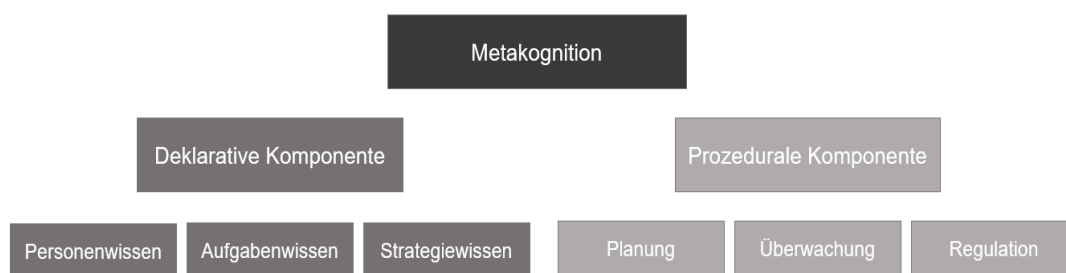 Metakognition
Deklarative Komponente
Prozedurale Komponente
Personenwissen
Aufgabenwissen
Strategiewissen
Planung
Überwachung
Regulation